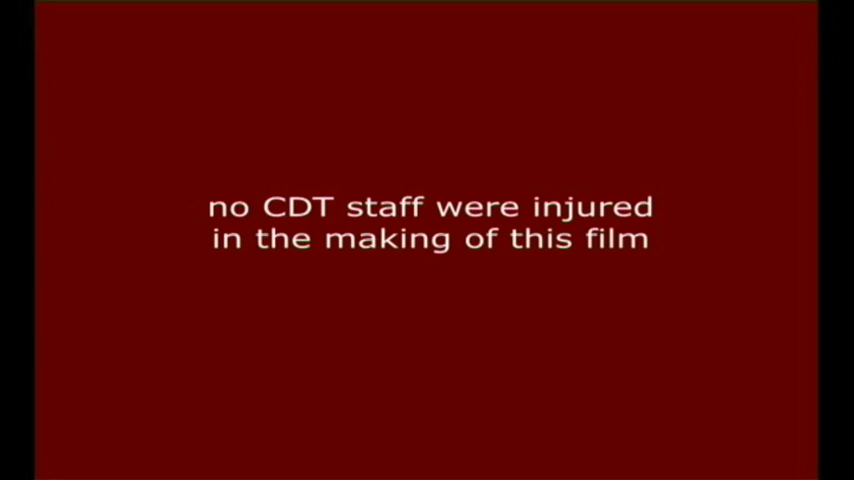 no CDT staff were injured
in the making of this film